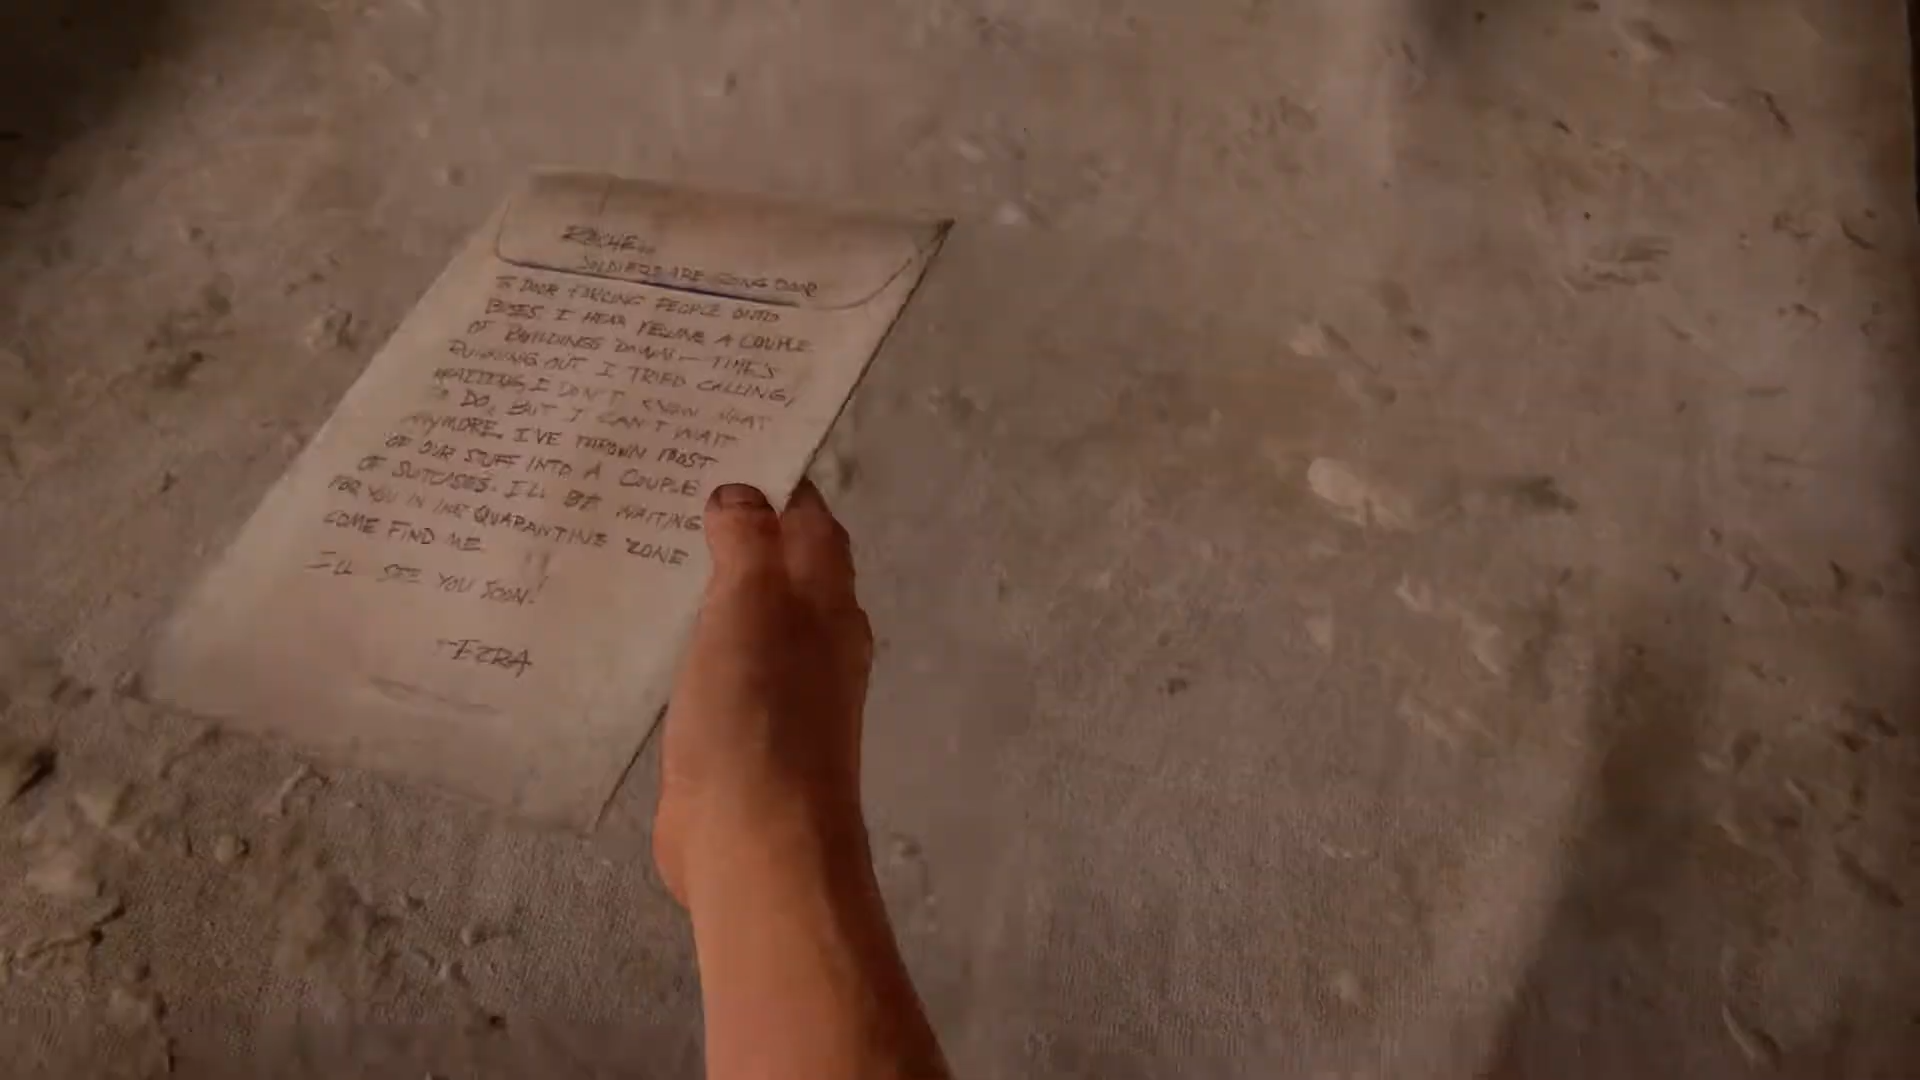 RACHEL,
SOLDIERS ARE GOING DOOR
TO DOOR FORCING PEOPLE ONTO
BUSES. I HEAR YELLING A COUPLE
OF BUILDINGS DOWN - TIME'S
RUNNING OUT. I TRIED CALLING,
WAITING, I DON'T KNOW WHAT
TO DO, BUT I CAN'T WAIT
ANYMORE. I'VE THROWN MOST
OF OUR STUFF INTO A COUPLE
OF SUITCASES. I'LL BE WAITING
FOR YOU IN THE QUARANTINE ZONE
COME FIND ME.
I'LL SEE YOU SOON!
-EZRA